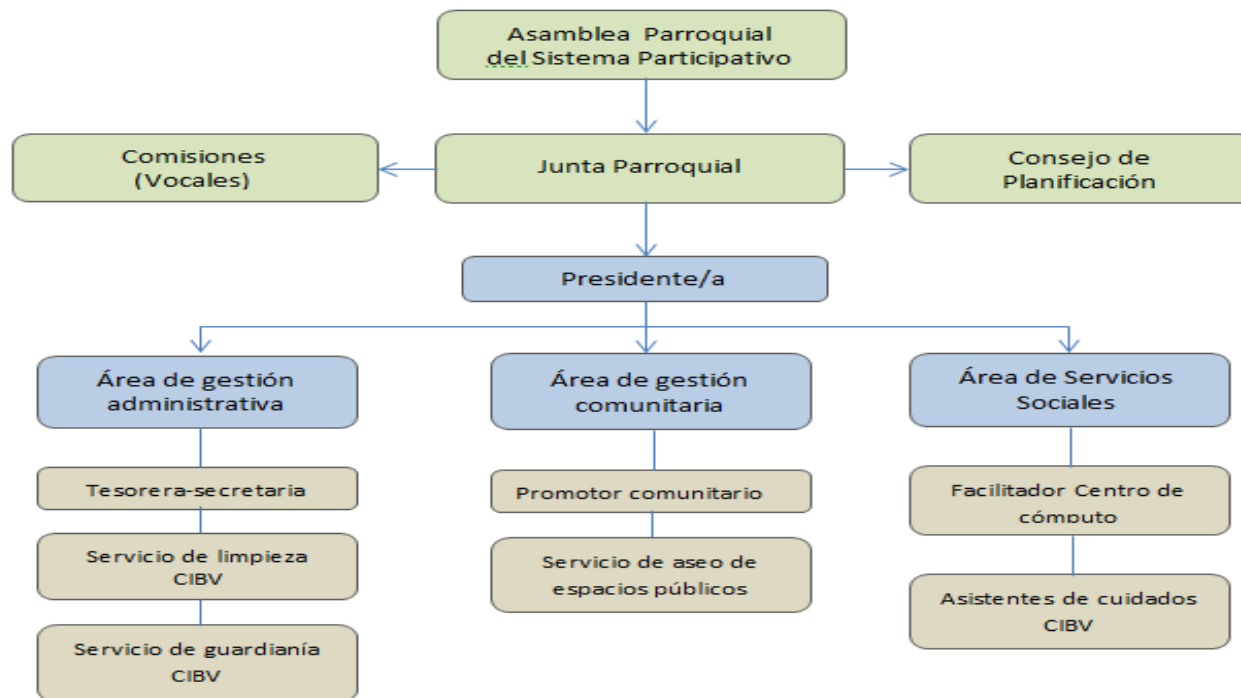 Asamblea Parroquial
del Sistema Participativo
Comisiones
(Vocales)
Junta Parroquial
Consejo de
Planificación
Presidente/a
Área de gestión
administrativa
Área de gestión
comunitaria
Área de Servicios
Sociales
Tesorera-secretaria
Servicio de limpieza
CIBV
Servicio de guardianía
CIBV
Promotor comunitario
Servicio de aseo de
espacios públicos
Facilitador Centro de
cómputo
Asistentes de cuidados
CIBV